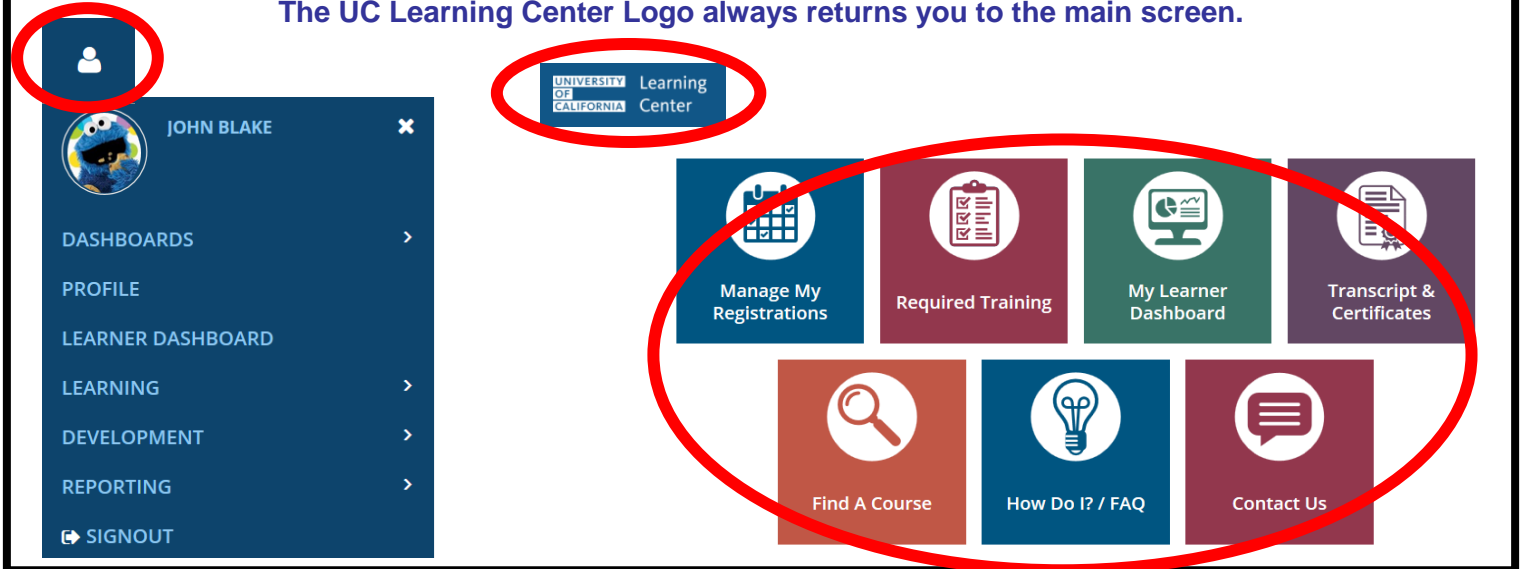 The UC Learning Center Logo always returns you to the main screen.
UNIVERSITY
OF
CALIFORNIA
Learning
Center
JOHN BLAKE
DASHBOARDS
PROFILE
LEARNER DASHBOARD
LEARNING
DEVELOPMENT
REPORTING
SIGNOUT
Manage My
Registrations
Required Training
My Learner
Dashboard
Transcript &
Certificates
Find A Course
How Do I? / FAQ
Contact Us